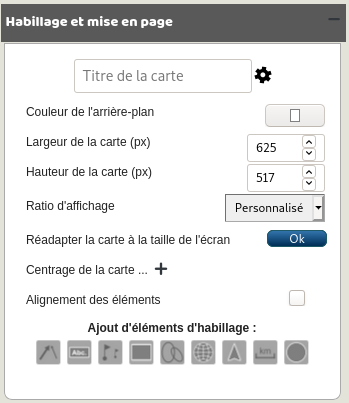 Habillage et mise en page
Titre de la carte
Couleur de l'arrière-plan
Largeur de la carte (px)
625
Hauteur de la carte (px)
517
Ratio d'affichage
Personnalisé
Réadapter la carte à la taille de l'écran
Ok
Centrage de la carte ...
Alignement des éléments
Ajout d'éléments d'habillage :
Abc.
km